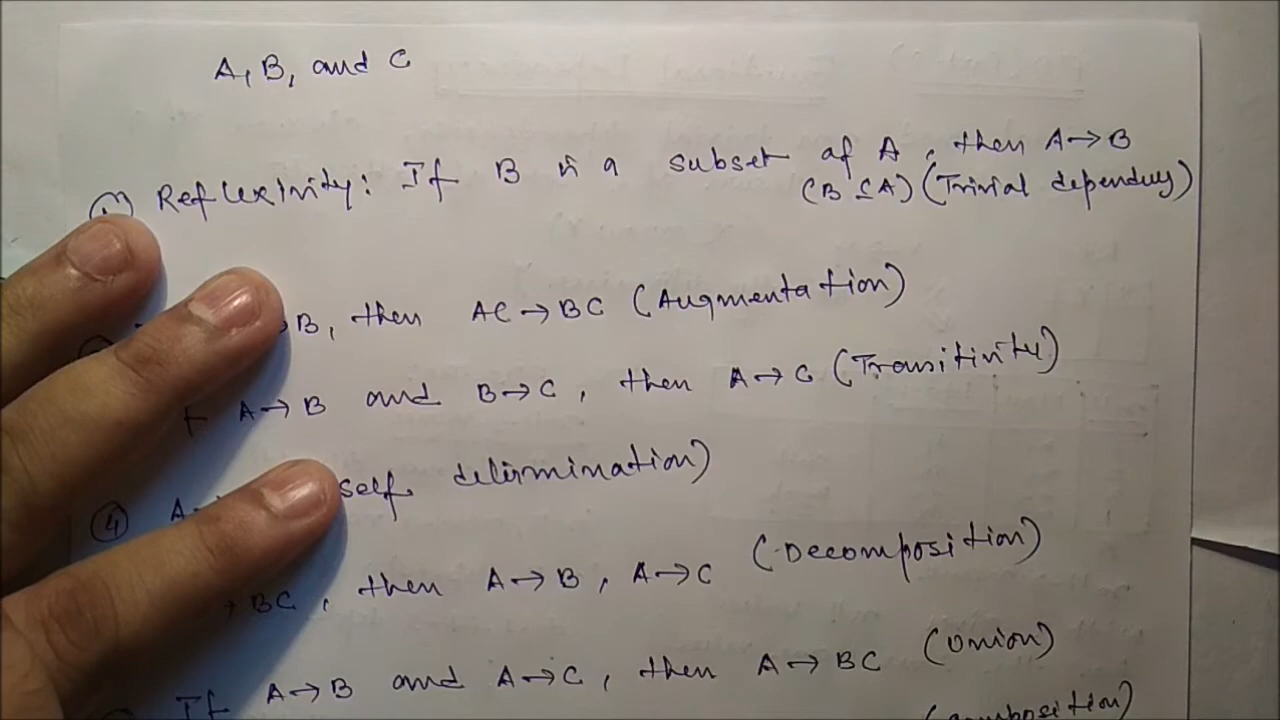 A, B, and C
Reflexivity: If B is a subset of A, then A→B
(B ⊆ A) (Trivial dependency)
→B, then AC→BC (Augmentation)
A→B and B→C, then A→C (Transitivity)
④ A self determination)
→BC, then A→B, A→C (Decomposition)
If A→B and A→C, then A→BC (Union)